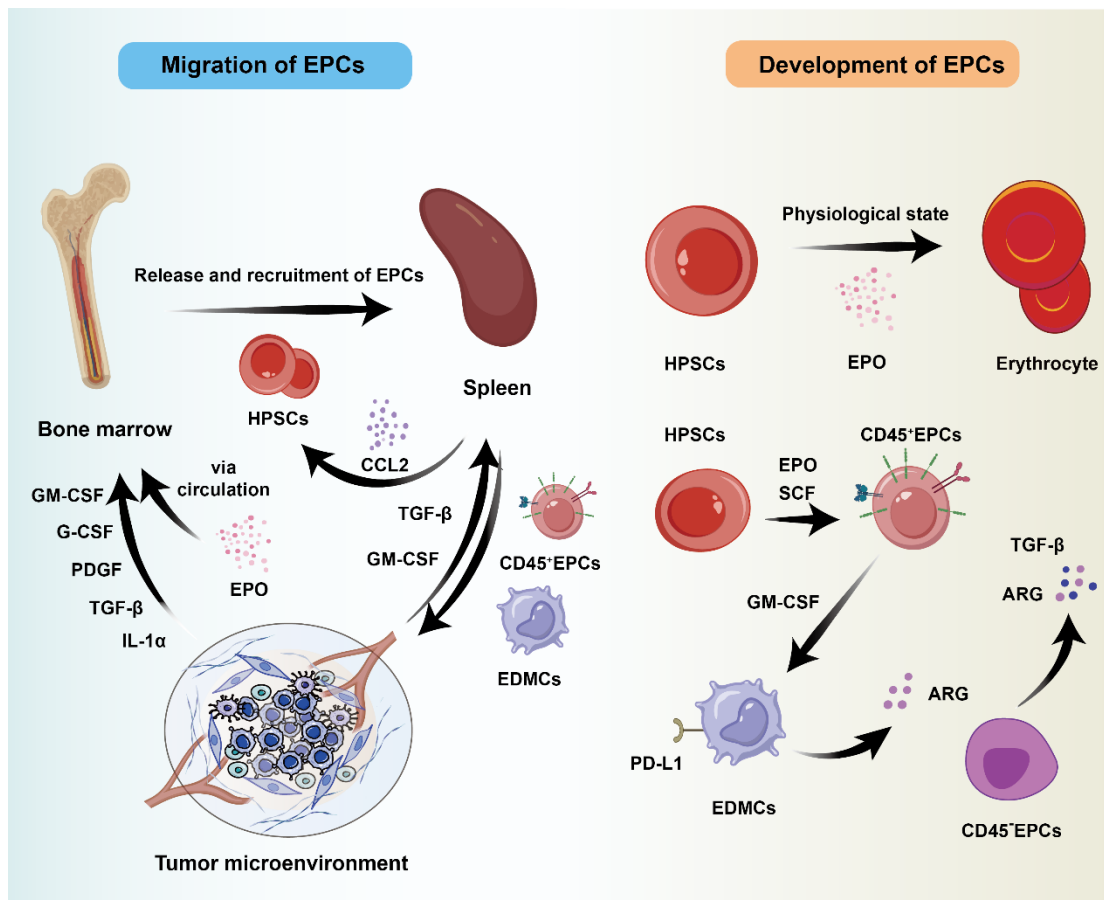 Migration of EPCs
Release and recruitment of EPCs
HPSCs
Spleen
Bone marrow
CCL2
via
circulation
GM-CSF
G-CSF
PDGF
TGF-β
IL-1α
EPO
TGF-β
GM-CSF
CD45⁺EPCs
EDMCs
Tumor microenvironment
Development of EPCs
Physiological state
HPSCs
EPO
Erythrocyte
HPSCs
EPO
SCF
CD45⁺EPCs
GM-CSF
TGF-β
ARG
PD-L1
EDMCs
ARG
CD45⁻EPCs